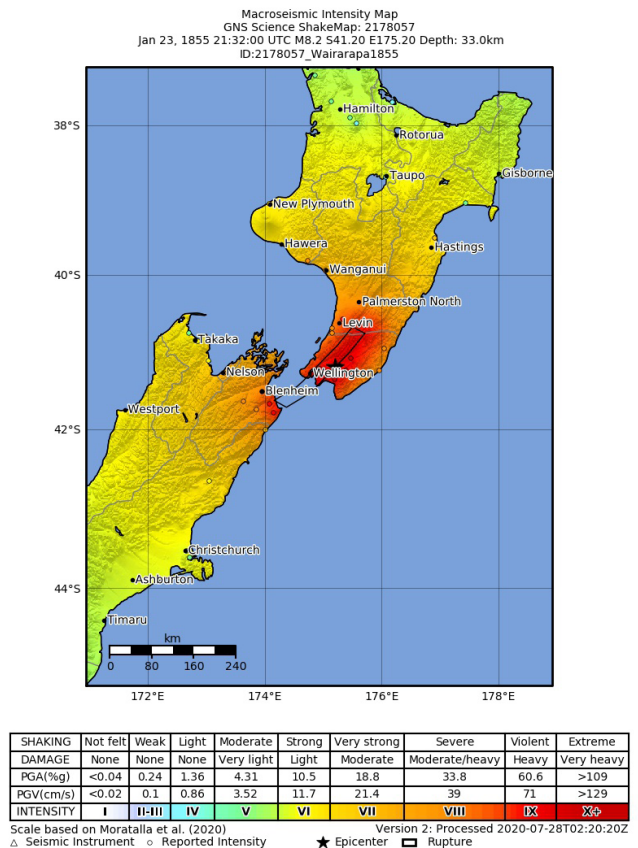 Macroseismic Intensity Map
GNS Science ShakeMap: 2178057
Jan 23, 1855 21:32:00 UTC M8.2 S41.20 E175.20 Depth: 33.0km
ID:2178057_Wairarapa1855
Hamilton
38°S
Rotorua
Taupo
Gisborne
New Plymouth
Hawera
Hastings
Wanganui
40°S
Palmerston North
Levin
Takaka
Nelson
Wellington
Blenheim
Westport
42°S
Christchurch
Ashburton
44°S
Timaru
km
0 80 160 240
172°E 174°E 176°E 178°E
SHAKING Not felt Weak Light Moderate Strong Very strong Severe Violent Extreme
DAMAGE None None None Very light Light Moderate Moderate/heavy Heavy Very heavy
PGA(%g) <0.04 0.24 1.36 4.31 10.5 18.8 33.8 60.6 >109
PGV(cm/s) <0.02 0.1 0.86 3.52 11.7 21.4 39 71 >129
INTENSITY I II-III IV V VI VII VIII IX X+
Scale based on Moratalla et al. (2020) Version 2: Processed 2020-07-28T02:20:20Z
△ Seismic Instrument ○ Reported Intensity ★ Epicenter Rupture